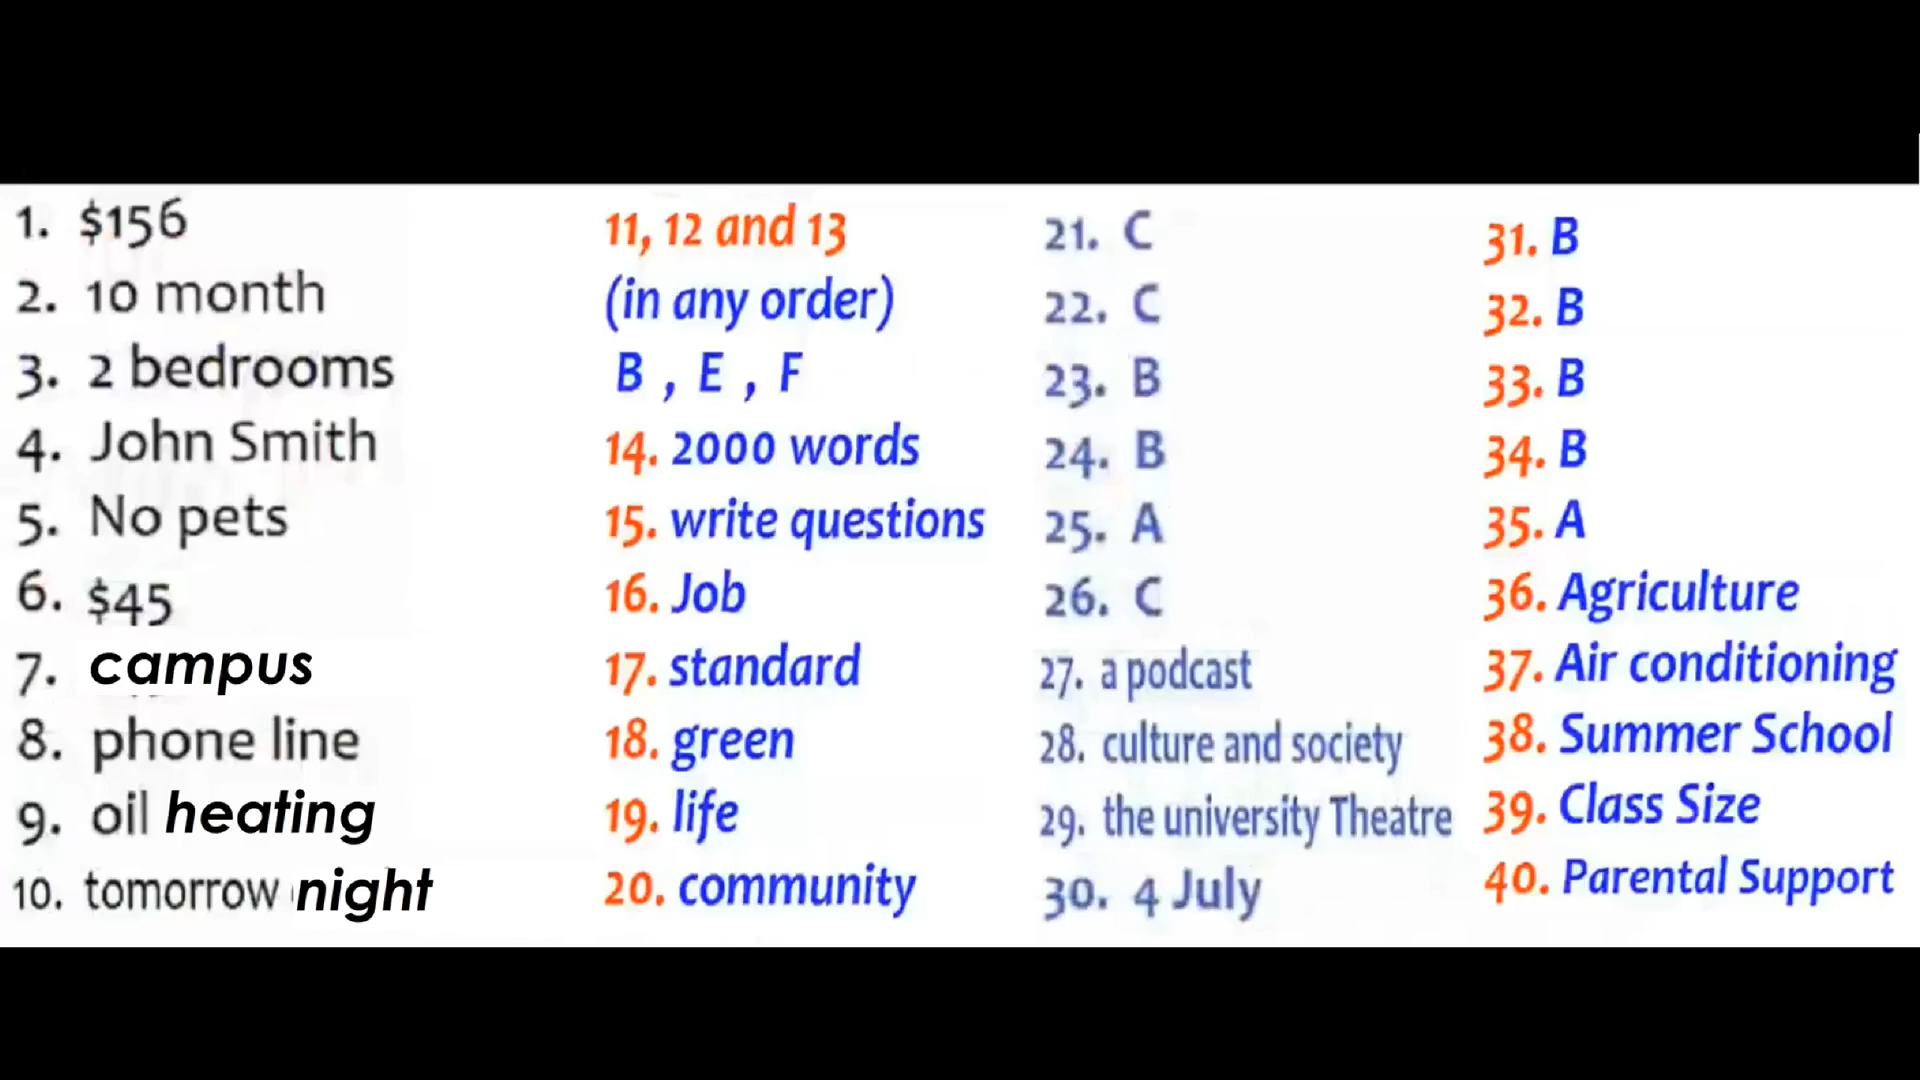 1. $156
2. 10 month
3. 2 bedrooms
4. John Smith
5. No pets
6. $45
7. campus
8. phone line
9. oil heating
10. tomorrow night
11, 12 and 13
(in any order)
B , E , F
14. 2000 words
15. write questions
16. Job
17. standard
18. green
19. life
20. community
21. C
22. C
23. B
24. B
25. A
26. C
27. a podcast
28. culture and society
29. the university Theatre
30. 4 July
31. B
32. B
33. B
34. B
35. A
36. Agriculture
37. Air conditioning
38. Summer School
39. Class Size
40. Parental Support